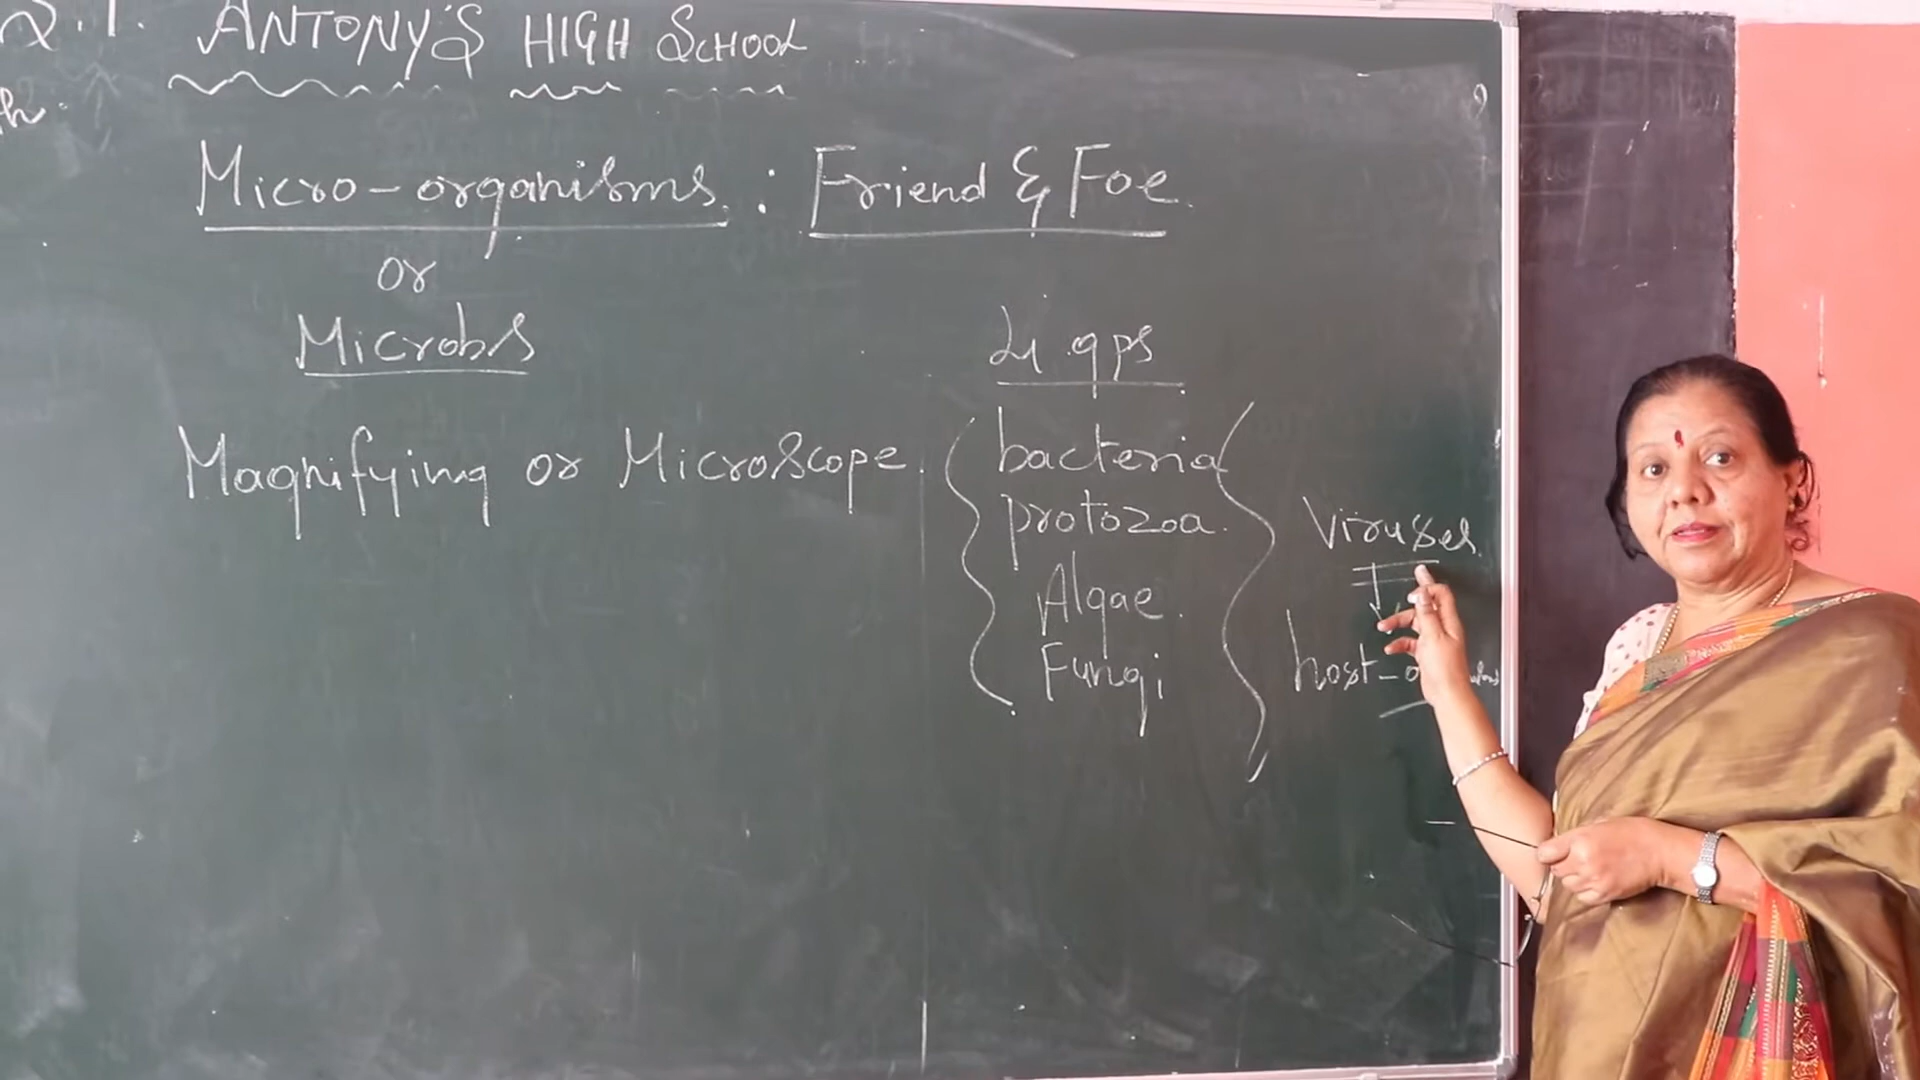 ANTONY'S HIGH SCHOOL
Micro-organisms : Friend & Foe
or
Microbs
4 gps
Magnifying or Microscope.
bacteria
protozoa.
Algae.
Fungi
Viruses
host-